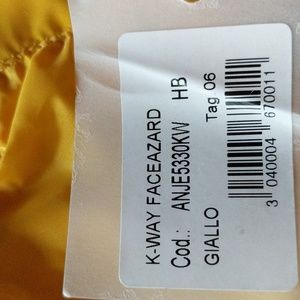 K-WAY FACEAZARD
Cod.: ANJE5330KW HB
GIALLO Tag.06
3 040004 670011